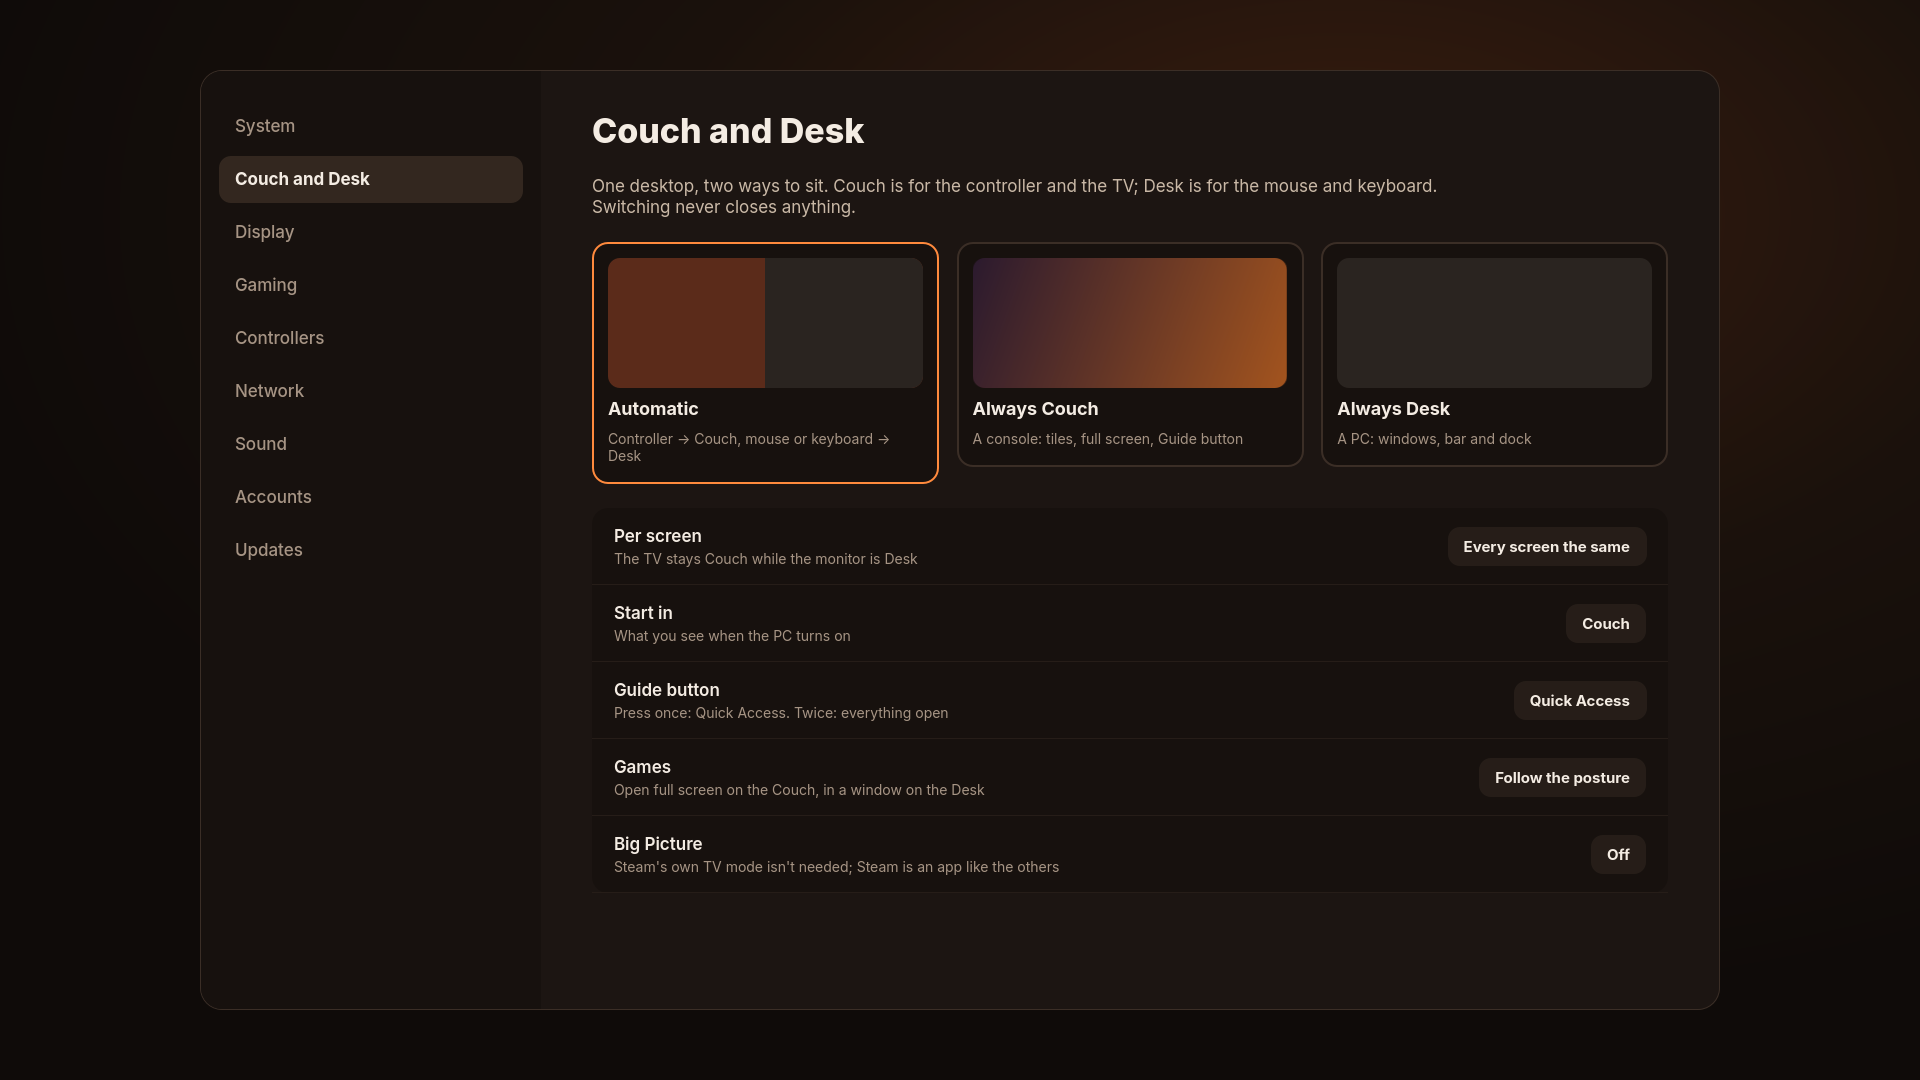 System
Couch and Desk
Display
Gaming
Controllers
Network
Sound
Accounts
Updates
Couch and Desk
One desktop, two ways to sit. Couch is for the controller and the TV; Desk is for the mouse and keyboard.
Switching never closes anything.
Automatic
Controller → Couch, mouse or keyboard →
Desk
Always Couch
A console: tiles, full screen, Guide button
Always Desk
A PC: windows, bar and dock
Per screen
The TV stays Couch while the monitor is Desk
Every screen the same
Start in
What you see when the PC turns on
Couch
Guide button
Press once: Quick Access. Twice: everything open
Quick Access
Games
Open full screen on the Couch, in a window on the Desk
Follow the posture
Big Picture
Steam's own TV mode isn't needed; Steam is an app like the others
Off